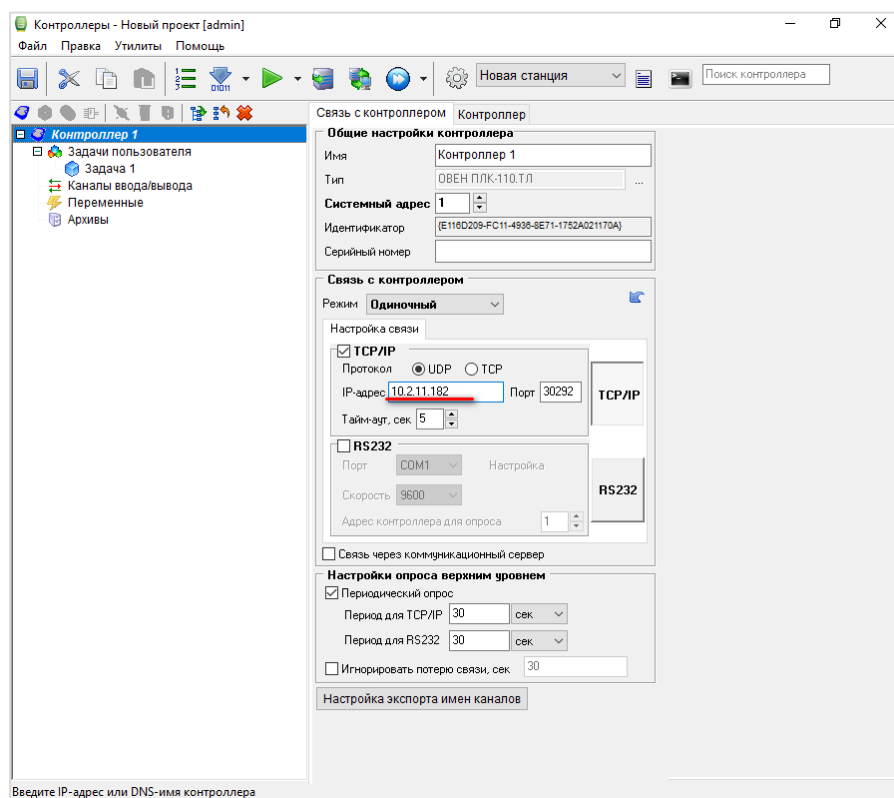 Контроллеры - Новый проект [admin]
Файл Правка Утилиты Помощь
Новая станция
Поиск контроллера
Связь с контроллером Контроллер
Контроллер 1
Задачи пользователя
Задача 1
Каналы ввода/вывода
Переменные
Архивы
Общие настройки контроллера
Имя Контроллер 1
Тип ОВЕН ПЛК-110.ТЛ ...
Системный адрес 1
Идентификатор {E116D209-FC11-4936-8E71-1752A021170A}
Серийный номер
Связь с контроллером
Режим Одиночный
Настройка связи
TCP/IP
Протокол UDP TCP
IP-адрес 10.2.11.182 Порт 30292
TCP/IP
Тайм-аут, сек 5
RS232
Порт COM1 Настройка
Скорость 9600
RS232
Адрес контроллера для опроса 1
Связь через коммуникационный сервер
Настройки опроса верхним уровнем
Периодический опрос
Период для TCP/IP 30 сек
Период для RS232 30 сек
Игнорировать потерю связи, сек 30
Настройка экспорта имен каналов
Введите IP-адрес или DNS-имя контроллера